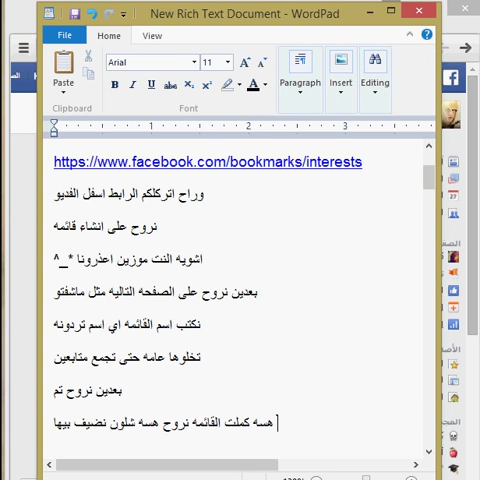 New Rich Text Document - WordPad
File
Home
View
Paste
Clipboard
Arial
11
Font
Paragraph
Insert
Editing
1
2
3
https://www.facebook.com/bookmarks/interests
وراح اتركلكم الرابط اسفل الفديو
نروح على انشاء قائمه
اشويه النت موزين اعذرونا *_^
بعدين نروح على الصفحه التاليه مثل ماشفتو
نكتب اسم القائمه اي اسم تردونه
تخلوها عامه حتى تجمع متابعين
بعدين نروح تم
هسه كملت القائمه نروح هسه شلون نضيف بيها